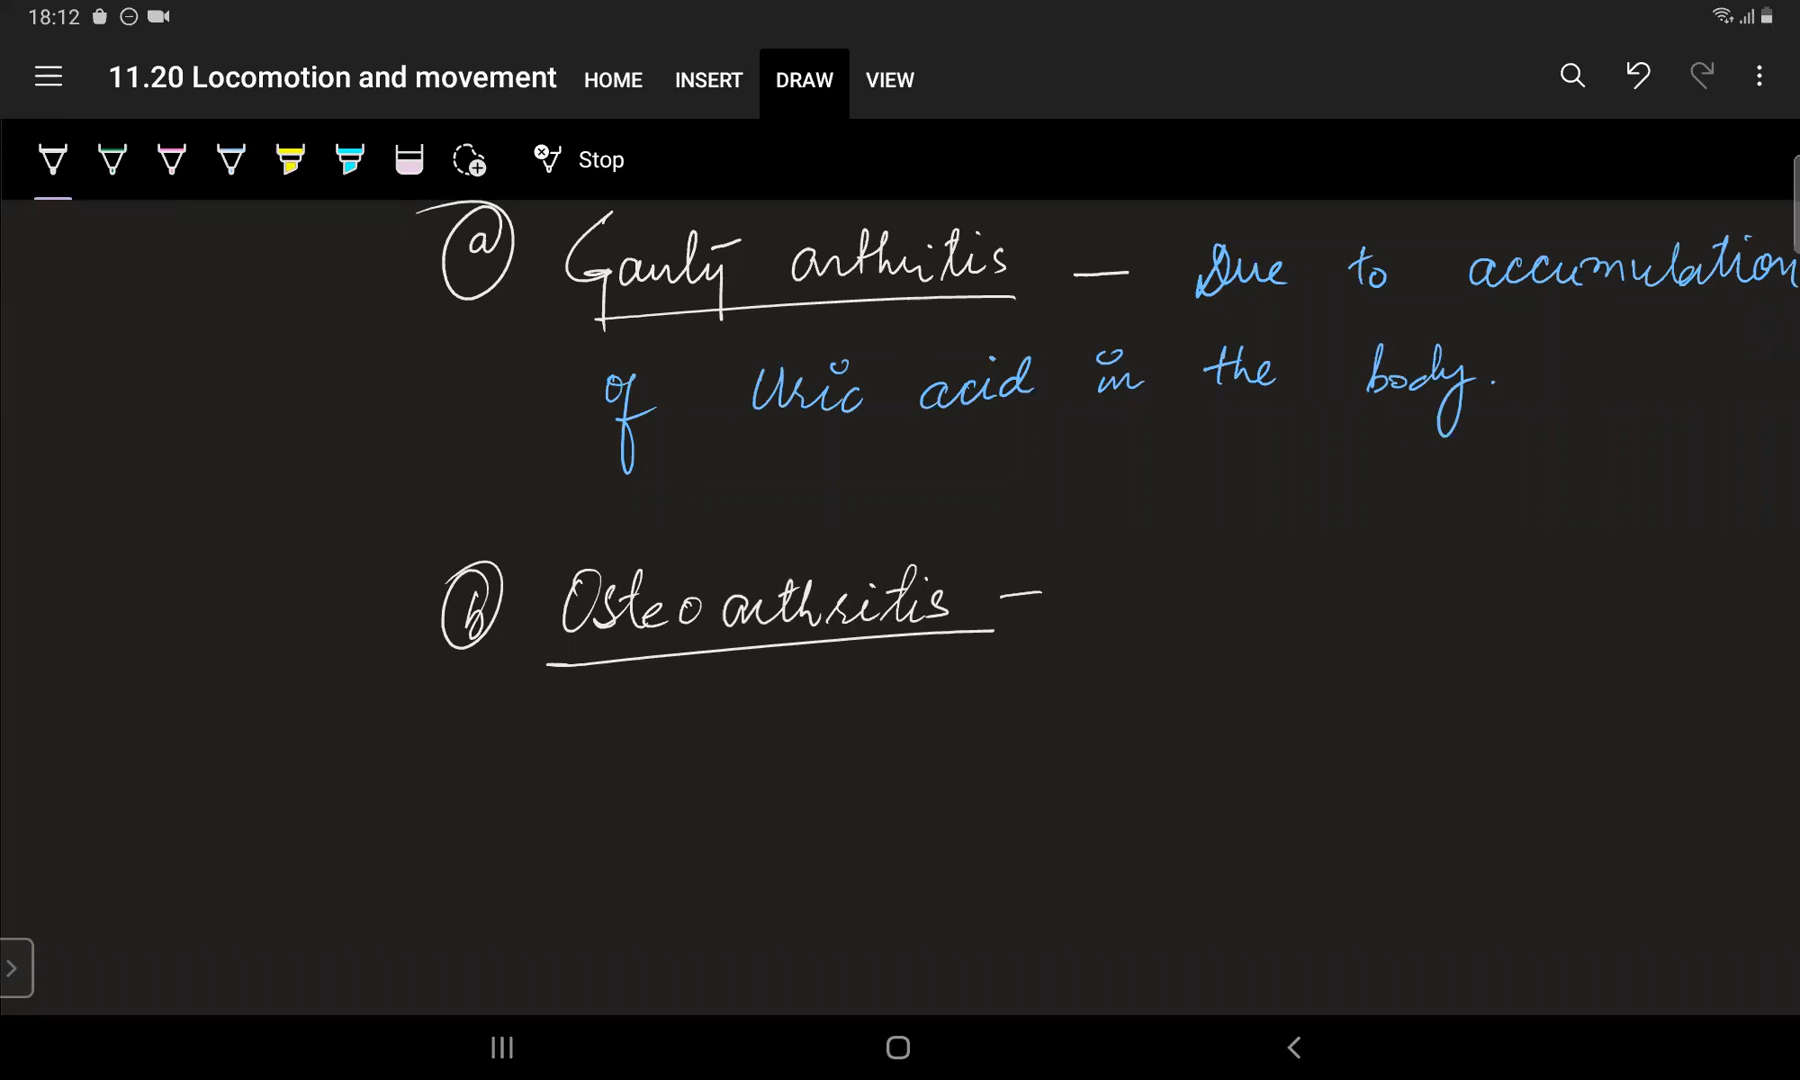 18:12
11.20 Locomotion and movement HOME INSERT DRAW VIEW
Stop
a Gauty arthritis — Due to accumulation
of Uric acid in the body.
b Osteoarthritis —